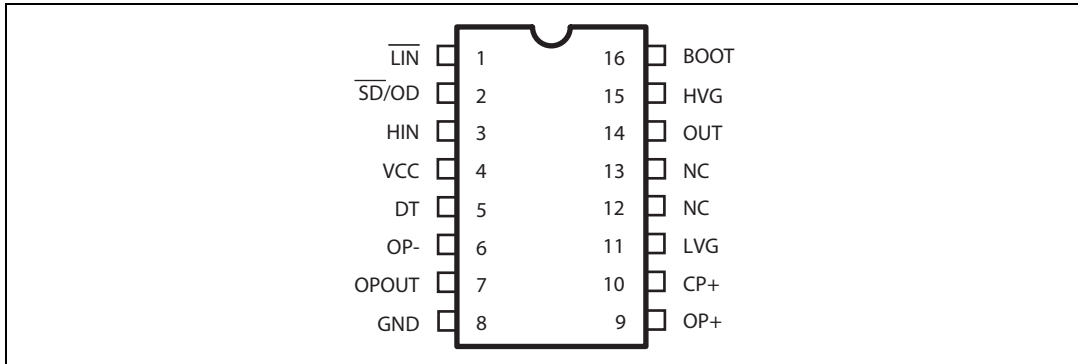 LIN 1 16 BOOT
SD/OD 2 15 HVG
HIN 3 14 OUT
VCC 4 13 NC
DT 5 12 NC
OP- 6 11 LVG
OPOUT 7 10 CP+
GND 8 9 OP+